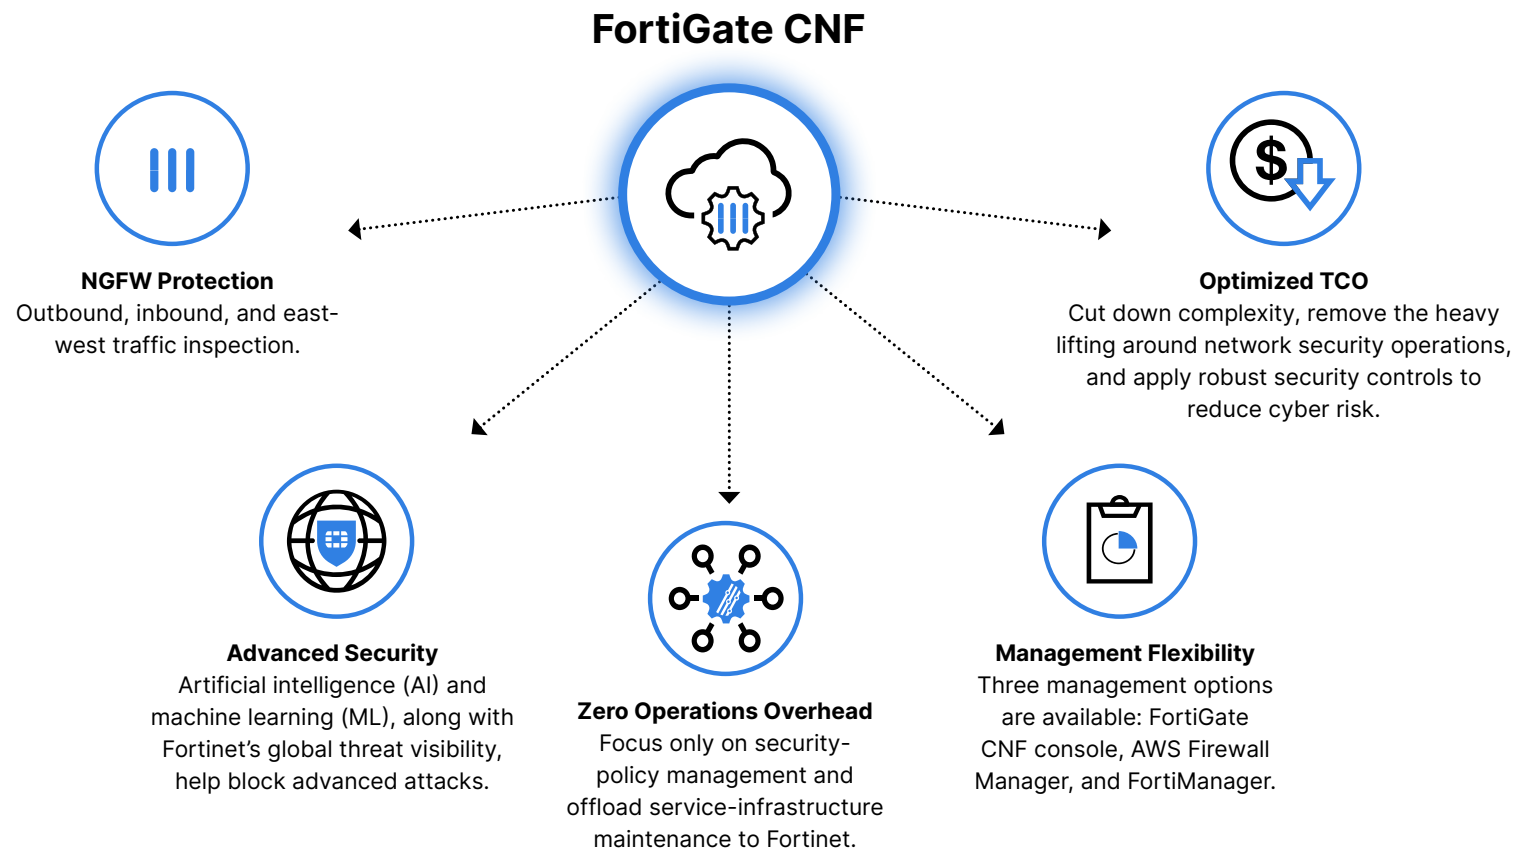 FortiGate CNF
NGFW Protection
Outbound, inbound, and east-
west traffic inspection.
$
Optimized TCO
Cut down complexity, remove the heavy
lifting around network security operations,
and apply robust security controls to
reduce cyber risk.
Advanced Security
Artificial intelligence (AI) and
machine learning (ML), along with
Fortinet’s global threat visibility,
help block advanced attacks.
Zero Operations Overhead
Focus only on security-
policy management and
offload service-infrastructure
maintenance to Fortinet.
Management Flexibility
Three management options
are available: FortiGate
CNF console, AWS Firewall
Manager, and FortiManager.